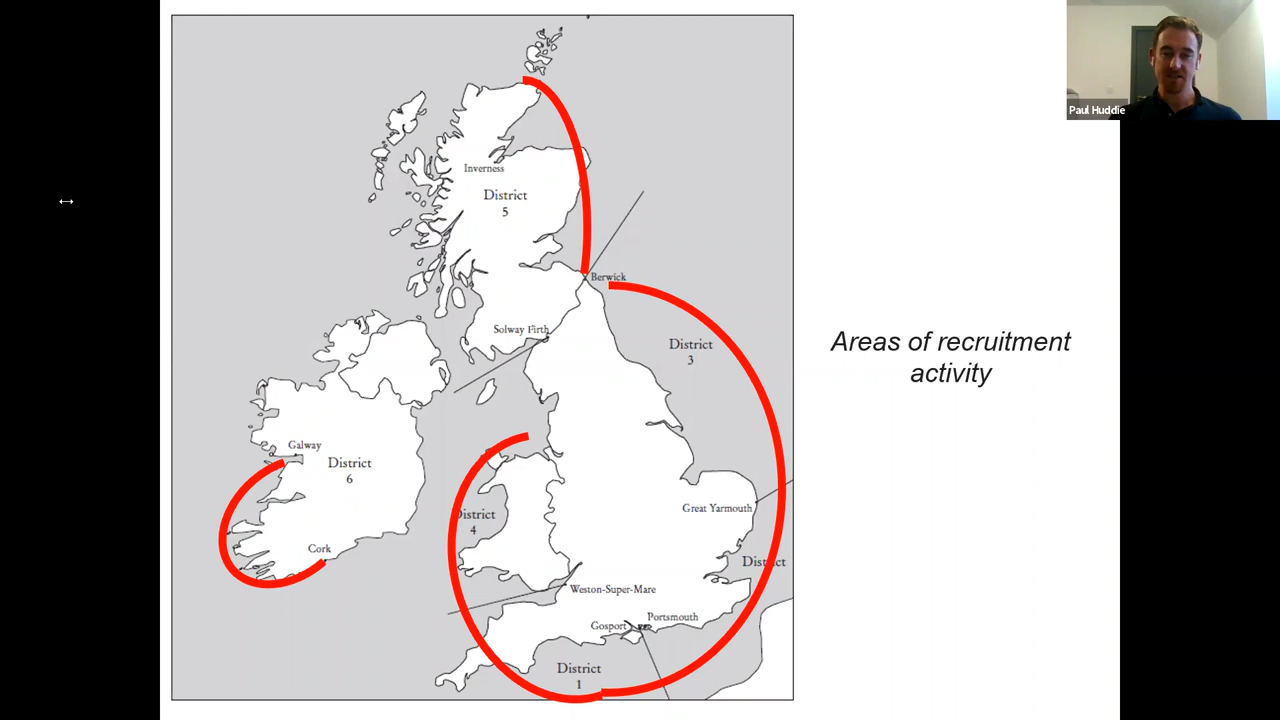 Paul Huddie
Inverness
District
5
Berwick
Solway Firth
District
3
Areas of recruitment
activity
Galway
District
6
District
4
Great Yarmouth
Cork
District
Weston-Super-Mare
Portsmouth
Gosport
District
1